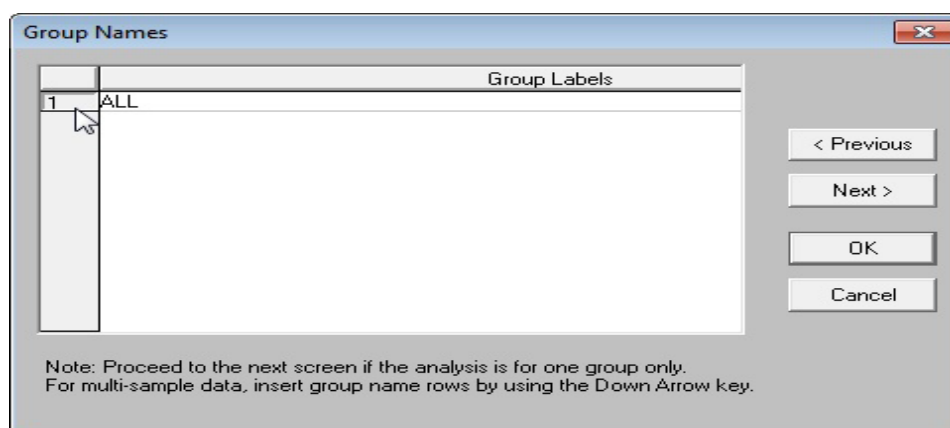 Group Names
Group Labels
1 ALL
< Previous
Next >
OK
Cancel
Note: Proceed to the next screen if the analysis is for one group only.
For multi-sample data, insert group name rows by using the Down Arrow key.